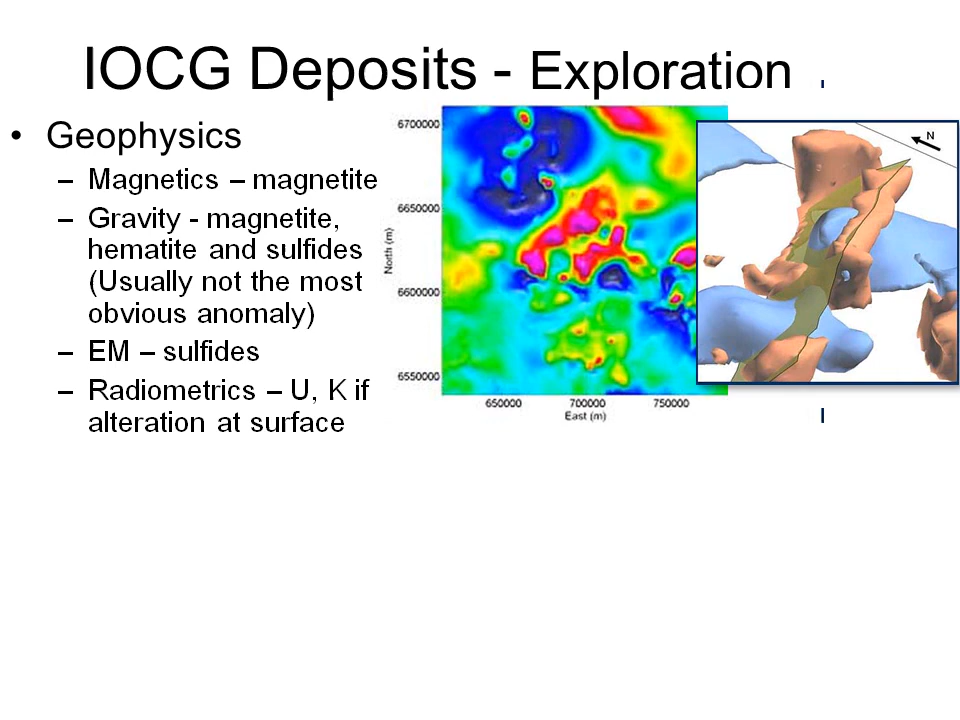 IOCG Deposits - Exploration
• Geophysics
– Magnetics – magnetite
– Gravity - magnetite,
hematite and sulfides
(Usually not the most
obvious anomaly)
– EM – sulfides
– Radiometrics – U, K if
alteration at surface
6700000
6650000
6600000
6550000
North (m)
650000 700000 750000
East (m)
N